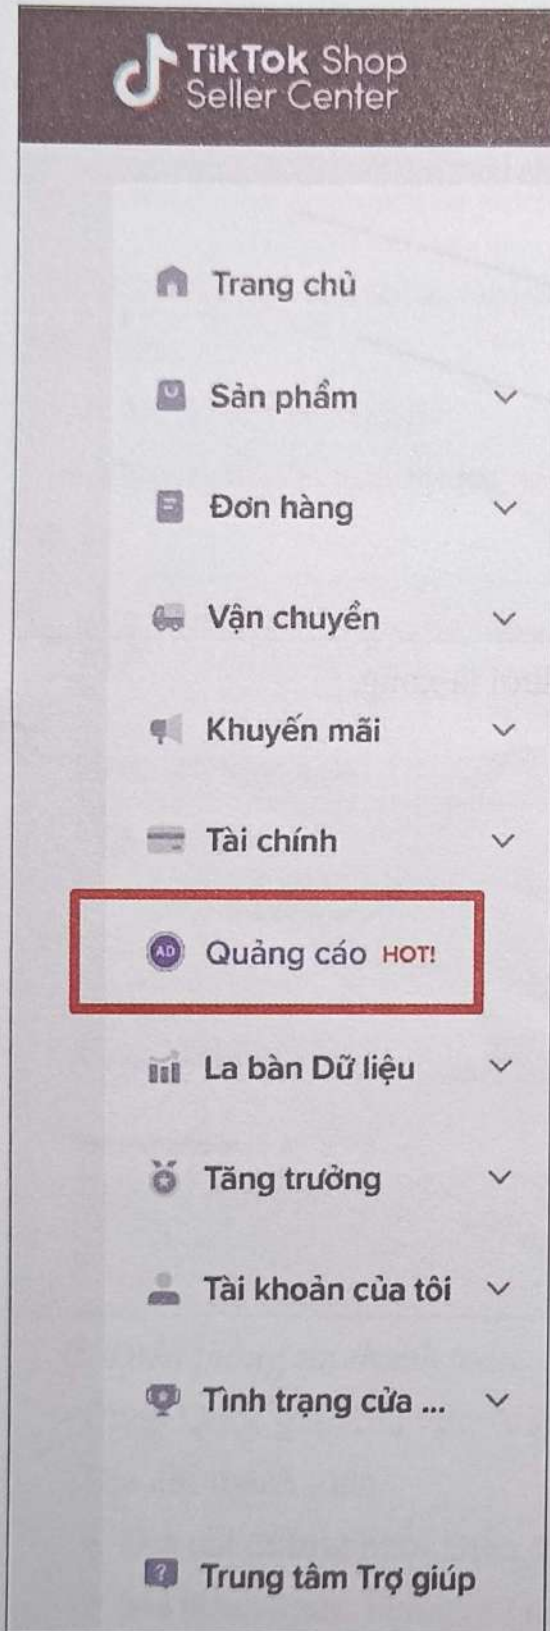 TikTok Shop
Seller Center
Trang chủ
Sản phẩm
Đơn hàng
Vận chuyển
Khuyến mãi
Tài chính
AD Quảng cáo HOT!
La bàn Dữ liệu
Tăng trưởng
Tài khoản của tôi
Tình trạng cửa ...
Trung tâm Trợ giúp